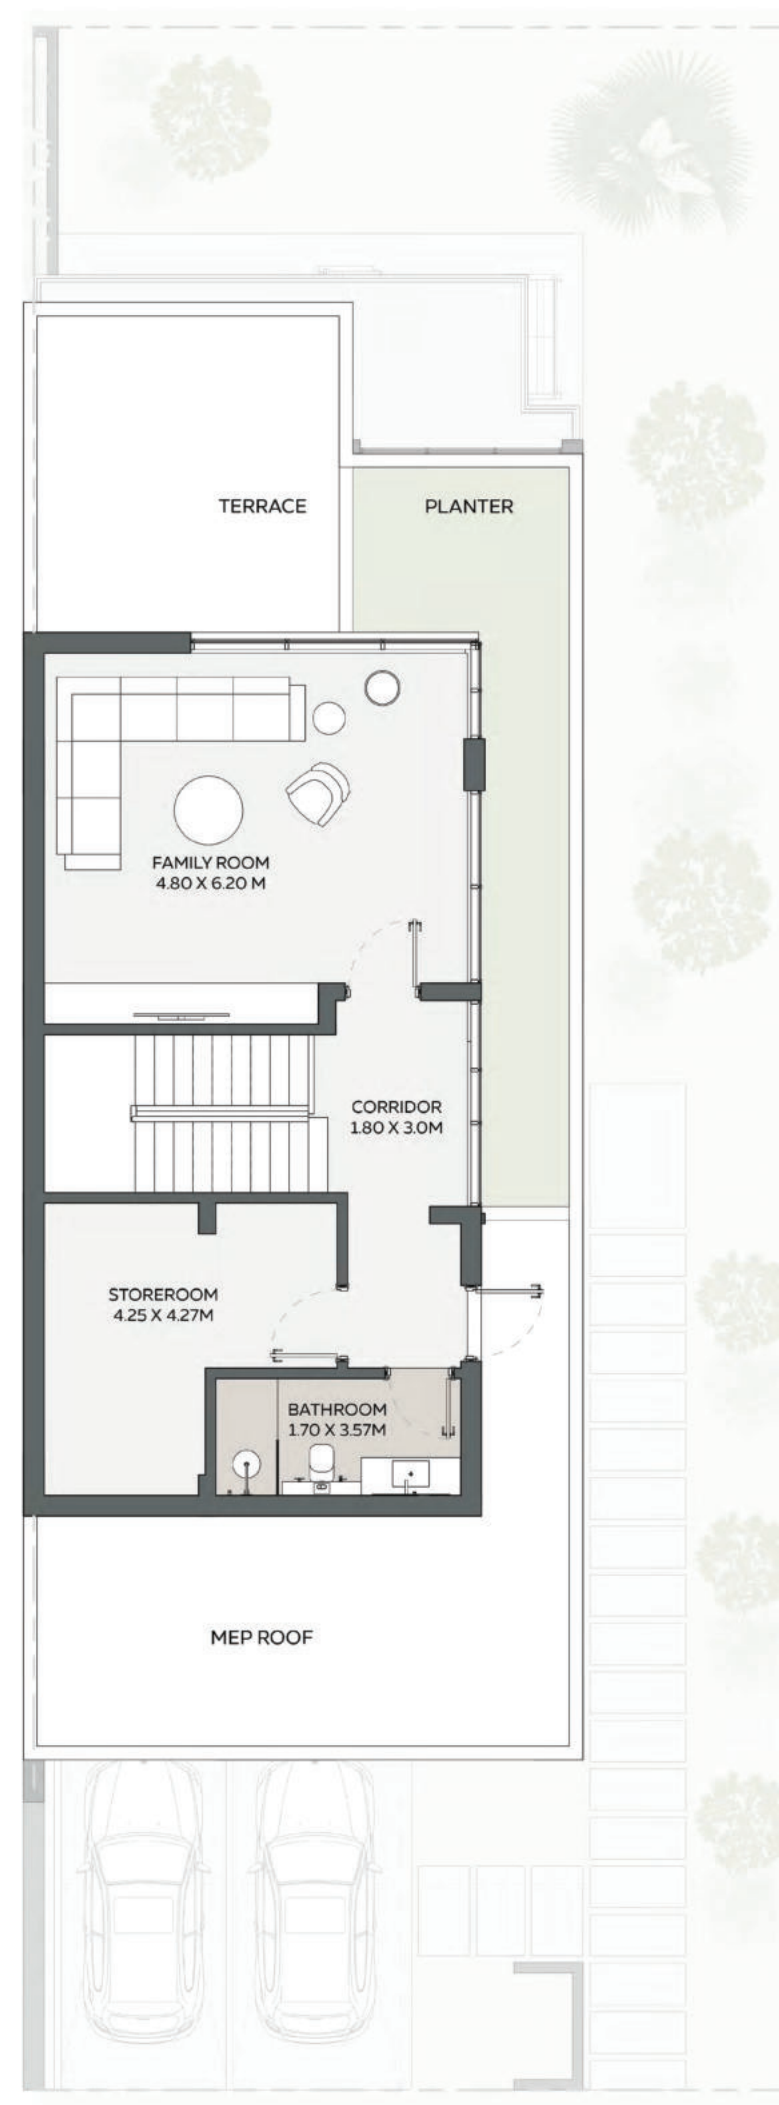 TERRACE
PLANTER
FAMILY ROOM
4.80 X 6.20 M
CORRIDOR
1.80 X 3.0M
STOREROOM
4.25 X 4.27M
BATHROOM
1.70 X 3.57M
MEP ROOF